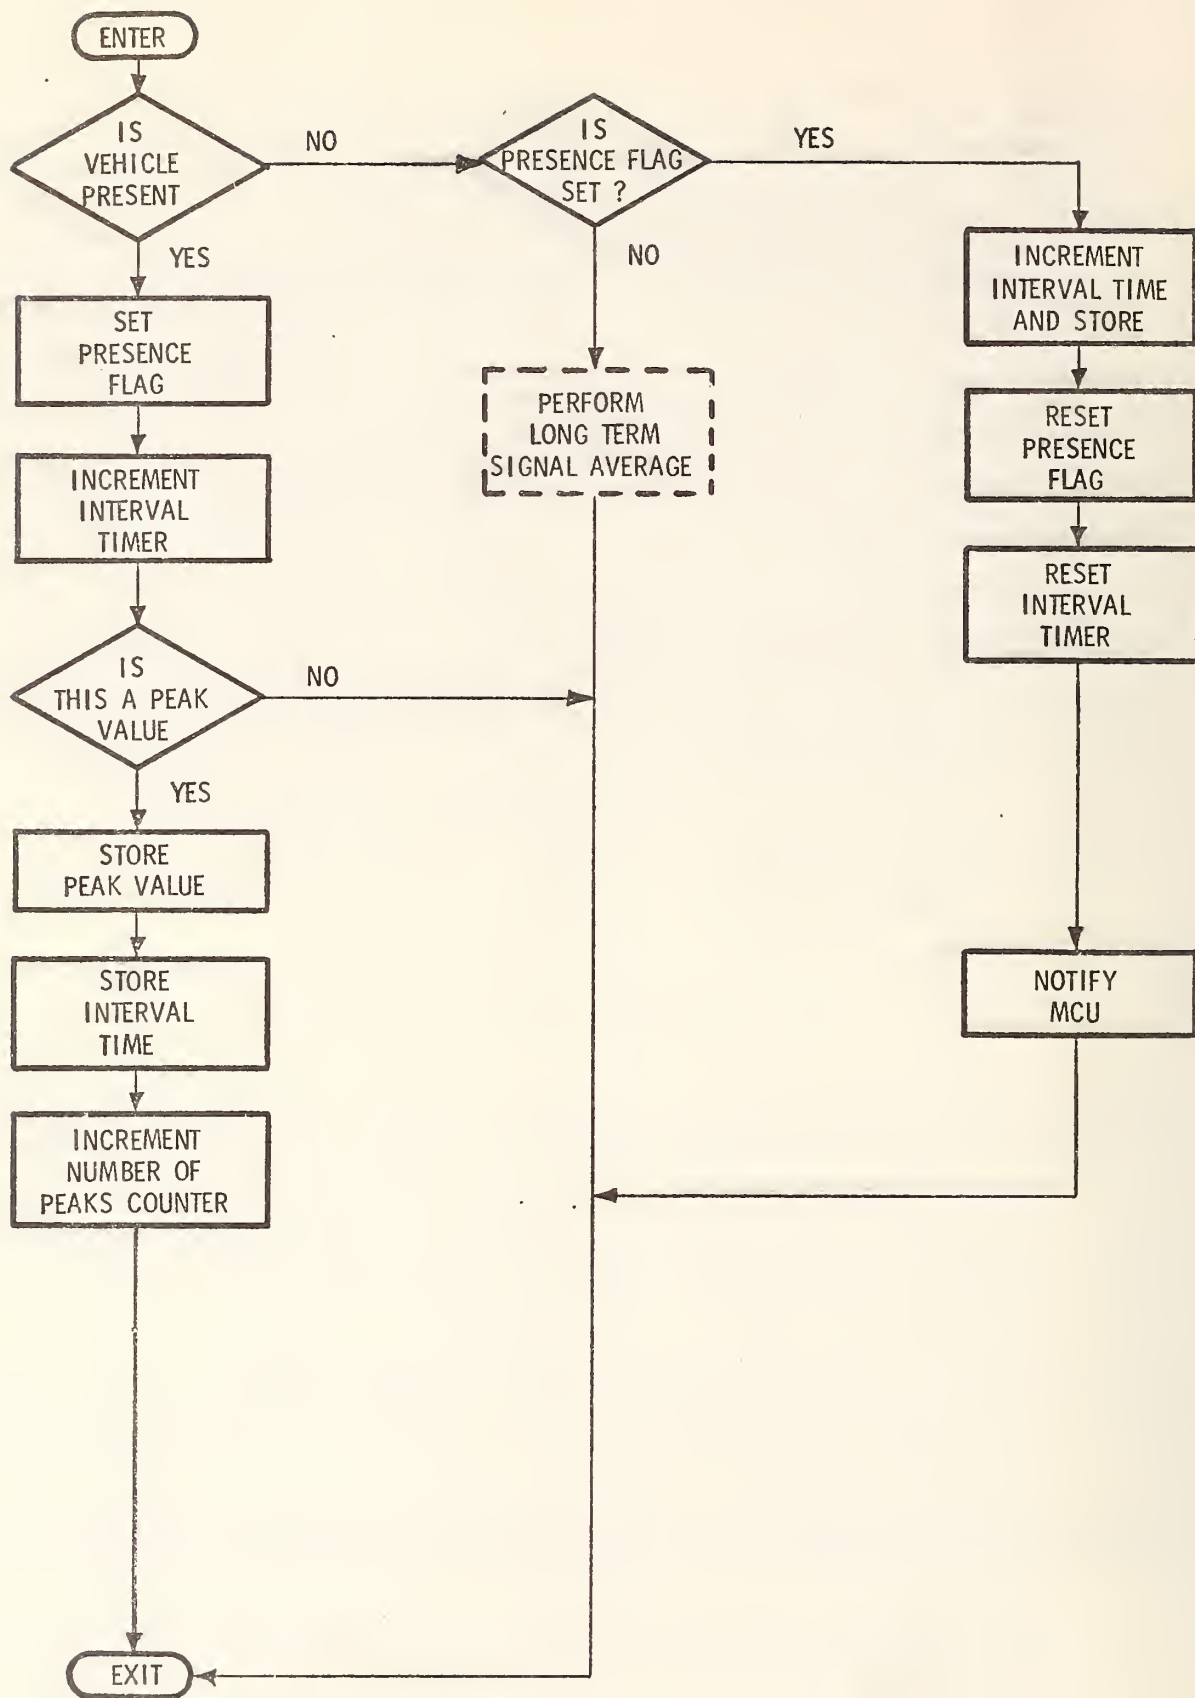 ENTER
IS
VEHICLE
PRESENT
NO
YES
IS
PRESENCE FLAG
SET ?
YES
NO
SET
PRESENCE
FLAG
INCREMENT
INTERVAL
TIMER
IS
THIS A PEAK
VALUE
NO
YES
STORE
PEAK VALUE
STORE
INTERVAL
TIME
INCREMENT
NUMBER OF
PEAKS COUNTER
PERFORM
LONG TERM
SIGNAL AVERAGE
INCREMENT
INTERVAL TIME
AND STORE
RESET
PRESENCE
FLAG
RESET
INTERVAL
TIMER
NOTIFY
MCU
EXIT